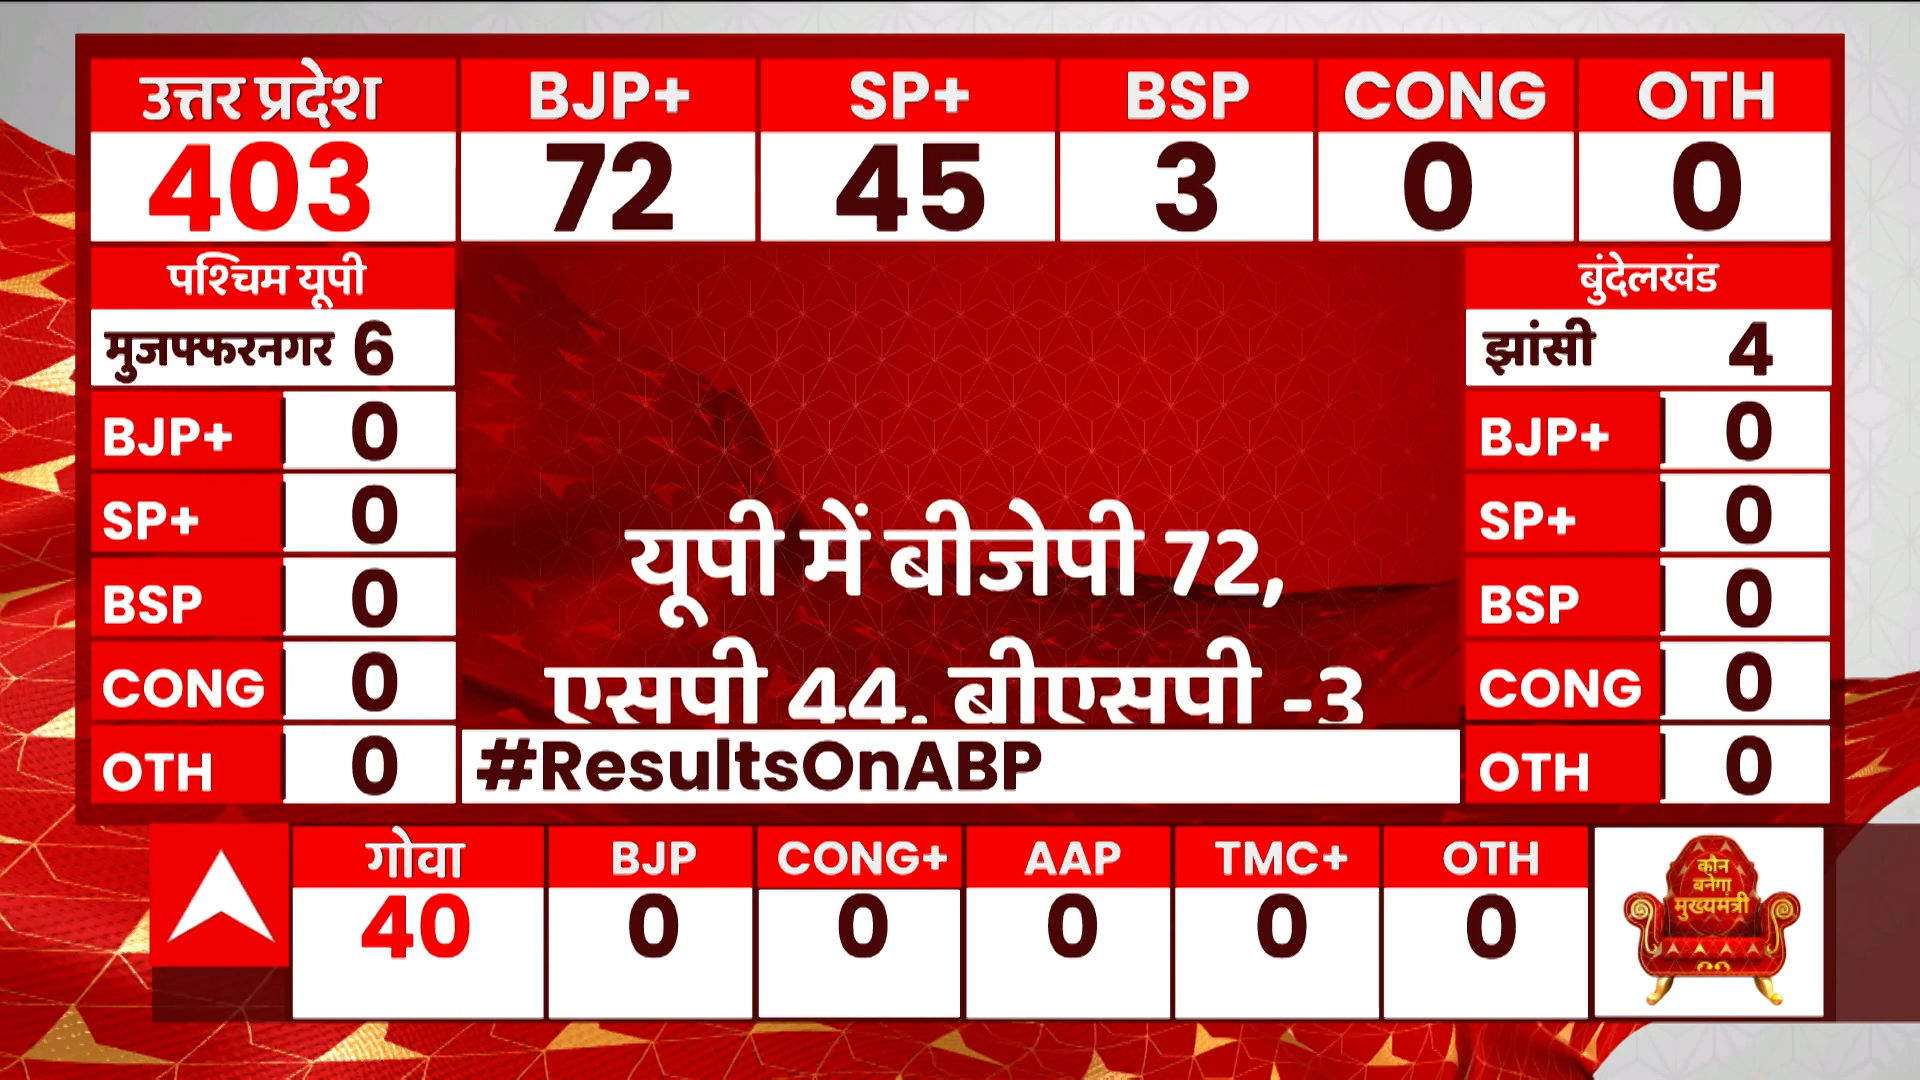 उत्तर प्रदेश BJP+ SP+ BSP CONG OTH
403 72 45 3 0 0
पश्चिम यूपी
मुजफ्फरनगर 6
BJP+ 0
SP+ 0
BSP 0
CONG 0
OTH 0
यूपी में बीजेपी 72,
एसपी 44, बीएसपी -3
#ResultsOnABP
बुंदेलखंड
झांसी 4
BJP+ 0
SP+ 0
BSP 0
CONG 0
OTH 0
गोवा BJP CONG+ AAP TMC+ OTH
40 0 0 0 0 0
कौन
बनेगा
मुख्यमंत्री